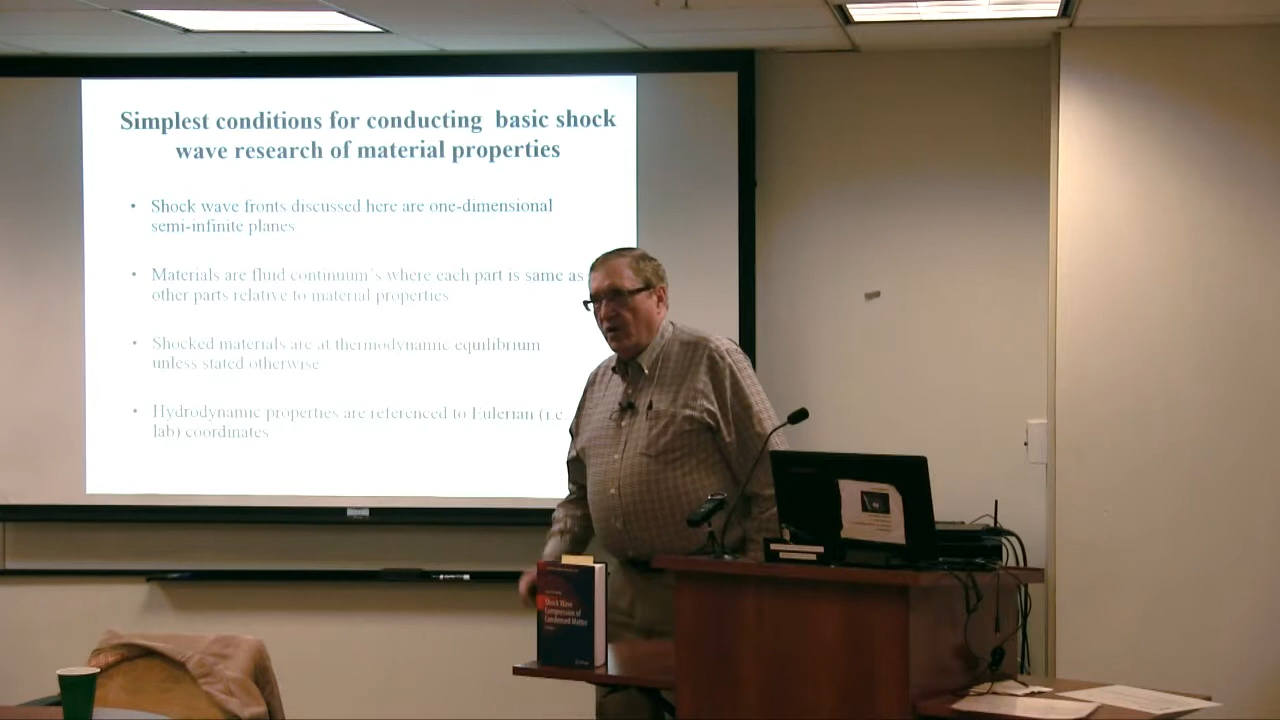 Simplest conditions for conducting basic shock
wave research of material properties
• Shock wave fronts discussed here are one-dimensional
semi-infinite planes
• Materials are fluid continuum's where each part is same as
other parts relative to material properties
• Shocked materials are at thermodynamic equilibrium
unless stated otherwise
• Hydrodynamic properties are referenced to Eulerian (i.e
lab) coordinates
Shock Wave
Compression of
Condensed Matter